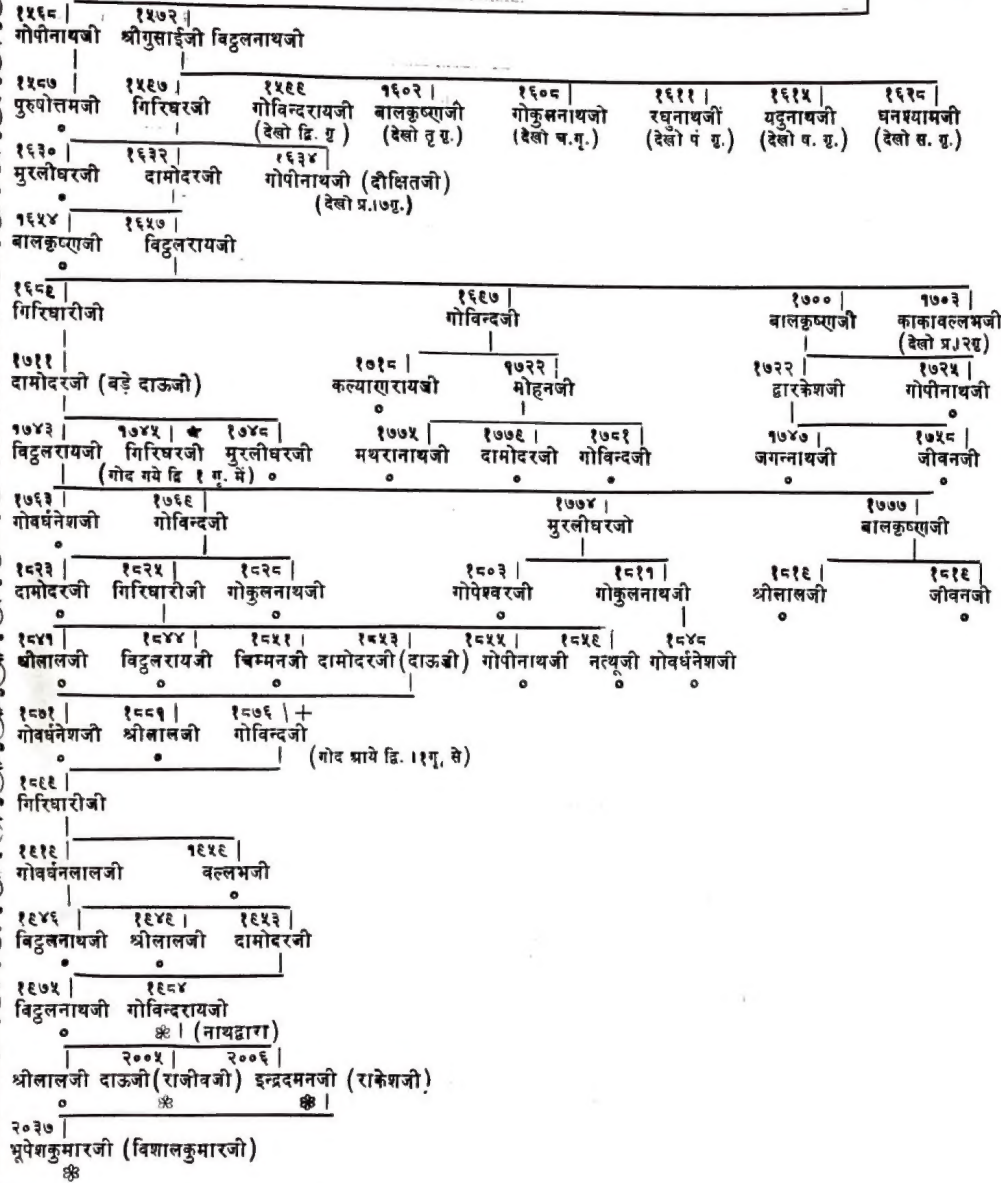 १५६८ १५७२
गोपीनाथजी श्रीगुसाईजी विट्ठलनाथजी
१५८७ १५९७ १५९९ १६०२ १६०८ १६११ १६१५ १६१८
पुरुषोत्तमजी गिरिधरजी गोविन्दरायजी बालकृष्णजी गोकुलनाथजी रघुनाथजीं यदुनाथजी घनश्यामजी
(देखो द्वि. गृ) (देखो तृ गृ.) (देखो च.गृ.) (देखो पं गृ.) (देखो ष. गृ.) (देखो स. गृ.)
१६३० १६३२ १६३४
मुरलीधरजी दामोदरजी गोपीनाथजी (दीक्षितजी)
(देखो प्र.।७गृ.)
१६५४ १६५७
बालकृष्णजी विट्ठलरायजी
१६८९ १६९७ १७०० १७०३
गिरिधारीजी गोविन्दजी बालकृष्णजी काकावल्लभजी
(देखो प्र।२गृ)
१७११ १७१८ १७२२ १७२२ १७२५
दामोदरजी (बड़े दाऊजी) कल्याणरायजी मोहनजी द्वारकेशजी गोपीनाथजी
१७४३ १७४५ ★ १७४८ १७७५ १७७९ १७८१ १७४७ १७५८
विट्ठलरायजी गिरिधरजी मुरलीधरजी मथरानाथजी दामोदरजी गोविन्दजी जगन्नाथजी जीवनजी
(गोद गये द्वि १ गृ. में)
१७६३ १७६९ १७७४ १७७७
गोवर्धनेशजी गोविन्दजी मुरलीधरजी बालकृष्णजी
१८२३ १८२५ १८२८ १८०३ १८११ १८१९ १८१९
दामोदरजी गिरिधारीजी गोकुलनाथजी गोपेश्वरजी गोकुलनाथजी श्रीलालजी जीवनजी
१८४१ १८४४ १८५१ १८५३ १८५५ १८५९ १८४८
श्रीलालजी विट्ठलरायजी चिम्मनजी दामोदरजी(दाऊजी) गोपीनाथजी नत्थूजी गोवर्धनेशजी
१८७१ १८८१ १८७६ +
गोवर्धनेशजी श्रीलालजी गोविन्दजी
(गोद आये द्वि. ।१गृ, से)
१८९९
गिरिधारीजी
१९१९ १९५९
गोवर्धनलालजी वल्लभजी
१९४६ १९४९ १९५३
विट्ठलनाथजी श्रीलालजी दामोदरजी
१९७५ १९८४
विट्ठलनाथजी गोविन्दरायजी
(नाथद्वारा)
२००५ २००६
श्रीलालजी दाऊजी(राजीवजी) इन्द्रदमनजी (राकेशजी)
२०३७
भूपेशकुमारजी (विशालकुमारजी)